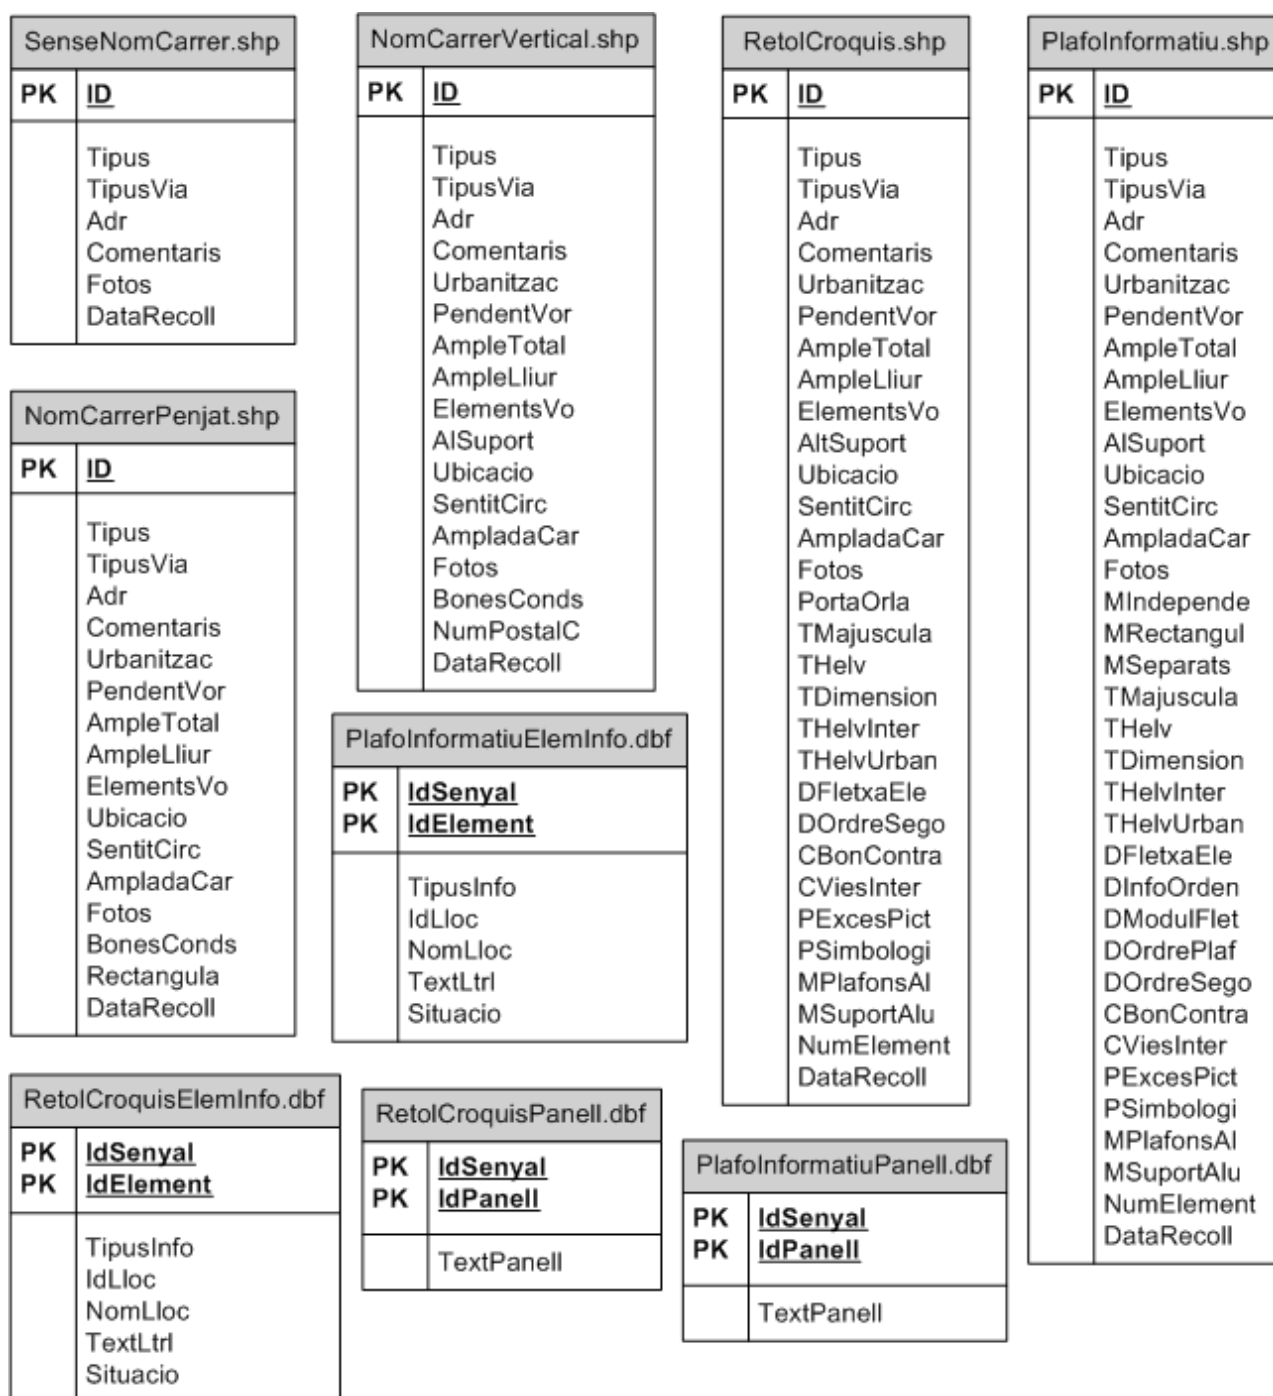 SenseNomCarrer.shp
PK ID
Tipus
TipusVia
Adr
Comentaris
Fotos
DataRecoll
NomCarrerPenjat.shp
PK ID
Tipus
TipusVia
Adr
Comentaris
Urbanitzac
PendentVor
AmpleTotal
AmpleLliur
ElementsVo
Ubicacio
SentitCirc
AmpladaCar
Fotos
BonesConds
Rectangula
DataRecoll
RetolCroquisElemInfo.dbf
PK IdSenyal
PK IdElement
TipusInfo
IdLloc
NomLloc
TextLtrl
Situacio
NomCarrerVertical.shp
PK ID
Tipus
TipusVia
Adr
Comentaris
Urbanitzac
PendentVor
AmpleTotal
AmpleLliur
ElementsVo
AlSuport
Ubicacio
SentitCirc
AmpladaCar
Fotos
BonesConds
NumPostalC
DataRecoll
PlafoInformatiuElemInfo.dbf
PK IdSenyal
PK IdElement
TipusInfo
IdLloc
NomLloc
TextLtrl
Situacio
RetolCroquisPanell.dbf
PK IdSenyal
PK IdPanell
TextPanell
RetolCroquis.shp
PK ID
Tipus
TipusVia
Adr
Comentaris
Urbanitzac
PendentVor
AmpleTotal
AmpleLliur
ElementsVo
AltSuport
Ubicacio
SentitCirc
AmpladaCar
Fotos
PortaOrla
TMajuscula
THelv
TDimension
THelvInter
THelvUrban
DFletxaEle
DOrdreSego
CBonContra
CViesInter
PExcesPict
PSimbologi
MPlafonsAl
MSuportAlu
NumElement
DataRecoll
PlafoInformatiuPanell.dbf
PK IdSenyal
PK IdPanell
TextPanell
PlafoInformatiu.shp
PK ID
Tipus
TipusVia
Adr
Comentaris
Urbanitzac
PendentVor
AmpleTotal
AmpleLliur
ElementsVo
AlSuport
Ubicacio
SentitCirc
AmpladaCar
Fotos
MIndepende
MRectangul
MSeparats
TMajuscula
THelv
TDimension
THelvInter
THelvUrban
DFletxaEle
DInfoOrden
DModulFlet
DOrdrePlaf
DOrdreSego
CBonContra
CViesInter
PExcesPict
PSimbologi
MPlafonsAl
MSuportAlu
NumElement
DataRecoll